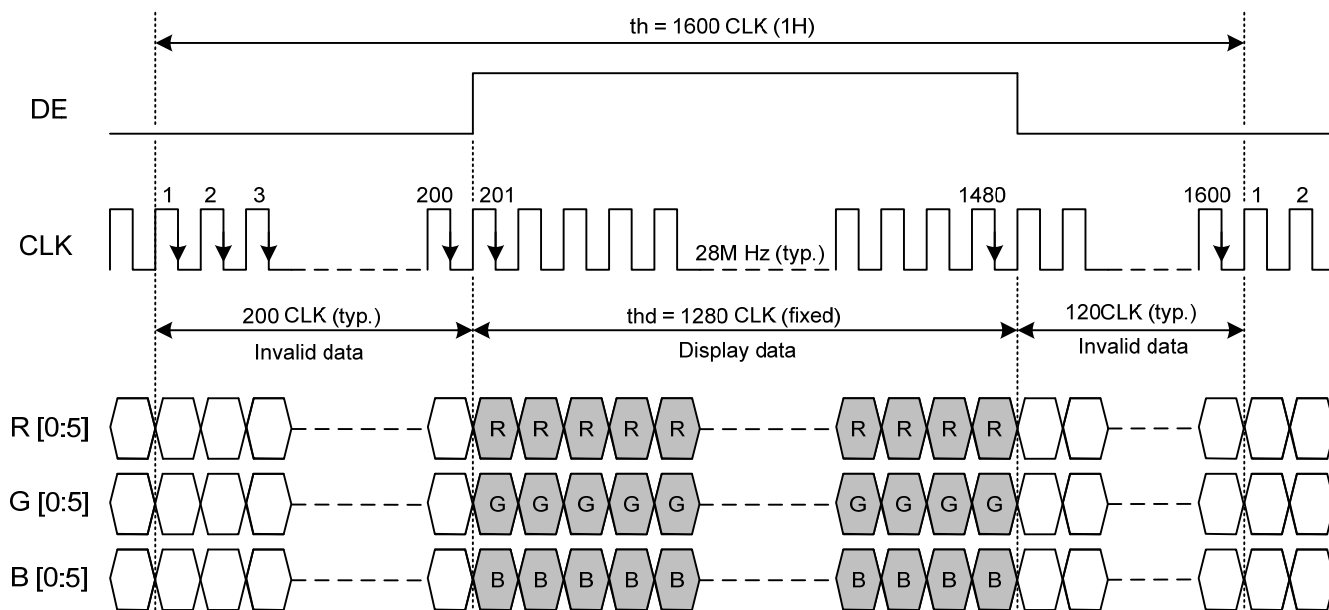 th = 1600 CLK (1H)
DE
1 2 3 200 201 1480 1600 1 2
CLK
28M Hz (typ.)
200 CLK (typ.) thd = 1280 CLK (fixed) 120CLK (typ.)
Invalid data Display data Invalid data
R [0:5] R R R R R R R R R
G [0:5] G G G G G G G G G
B [0:5] B B B B B B B B B